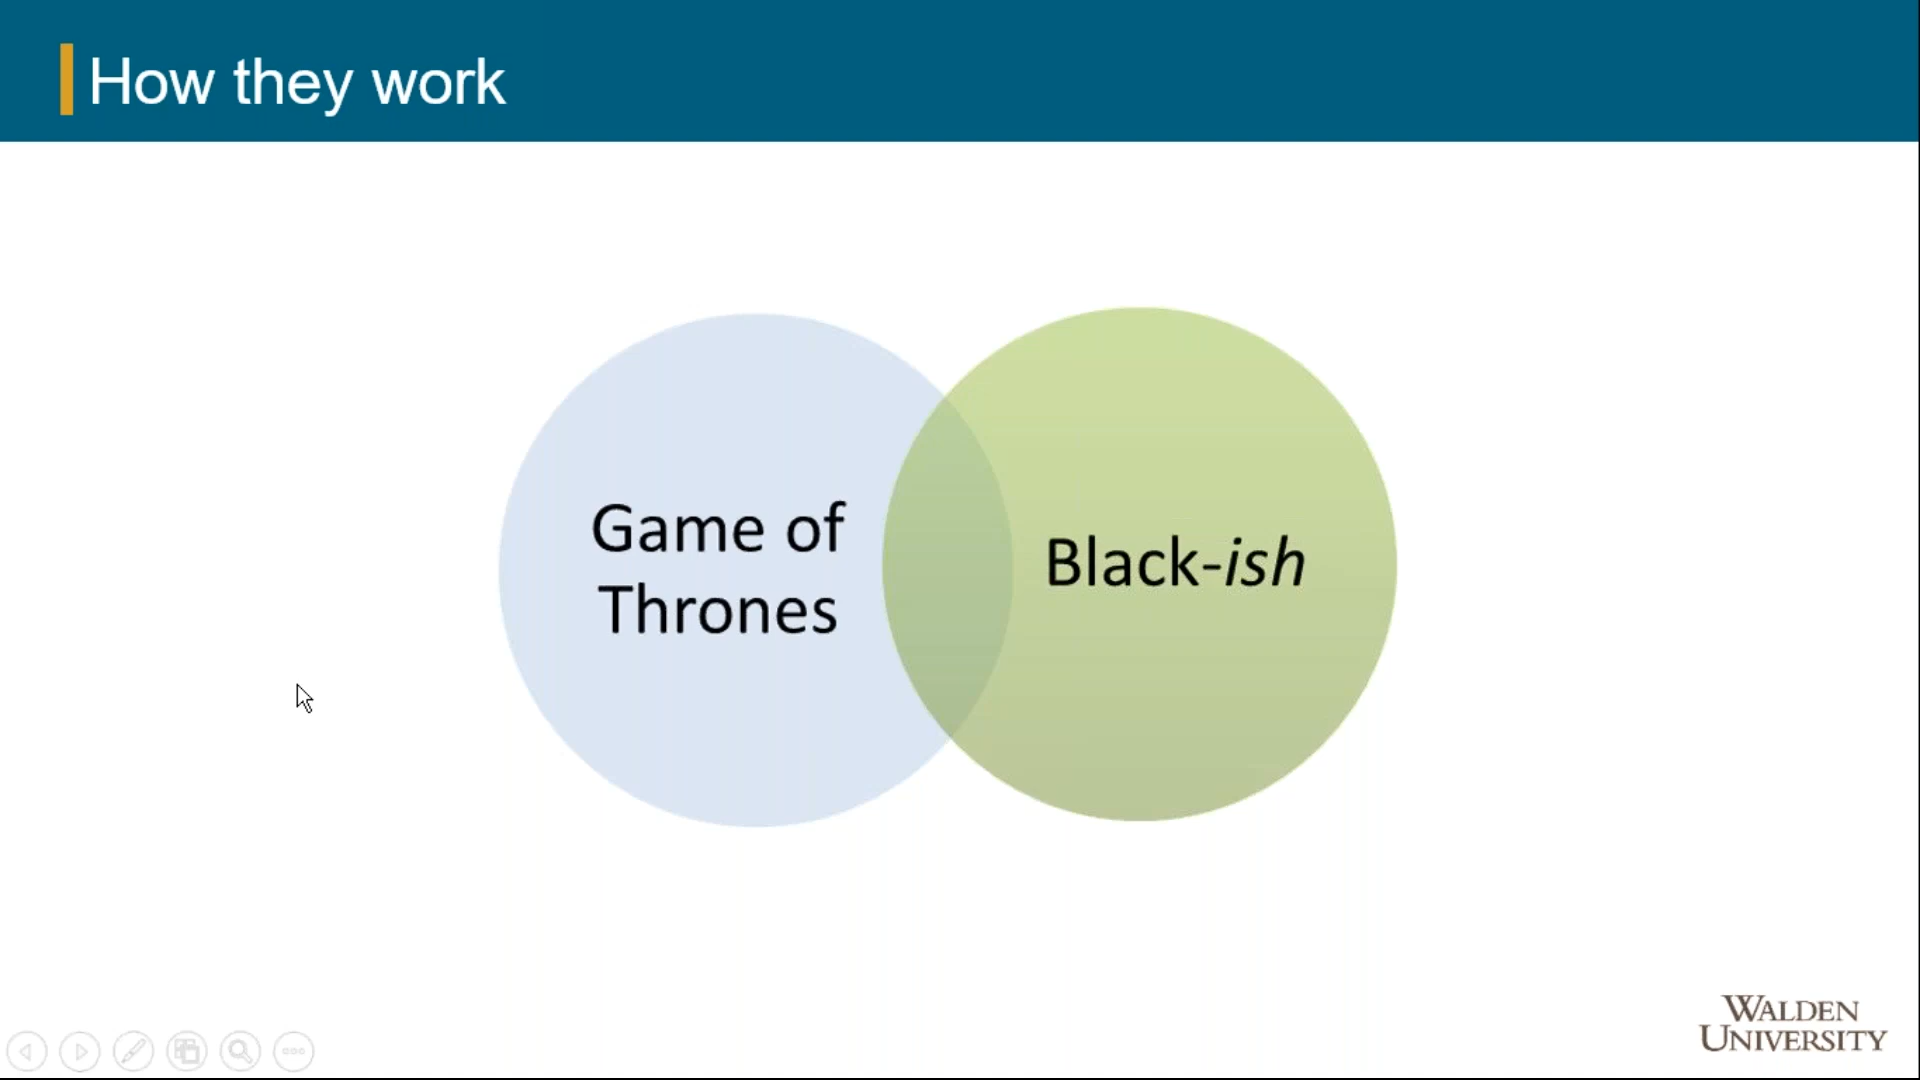 How they work
Game of
Thrones
Black-ish
WALDEN
UNIVERSITY